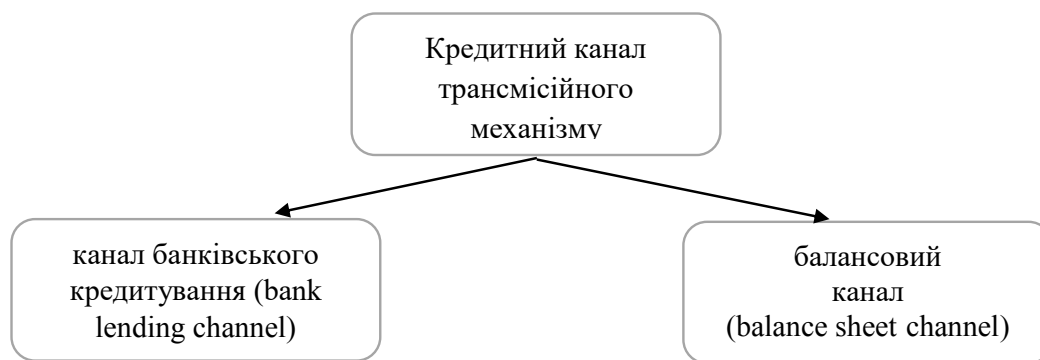 Кредитний канал
трансмісійного
механізму
канал банківського
кредитування (bank
lending channel)
балансовий
канал
(balance sheet channel)